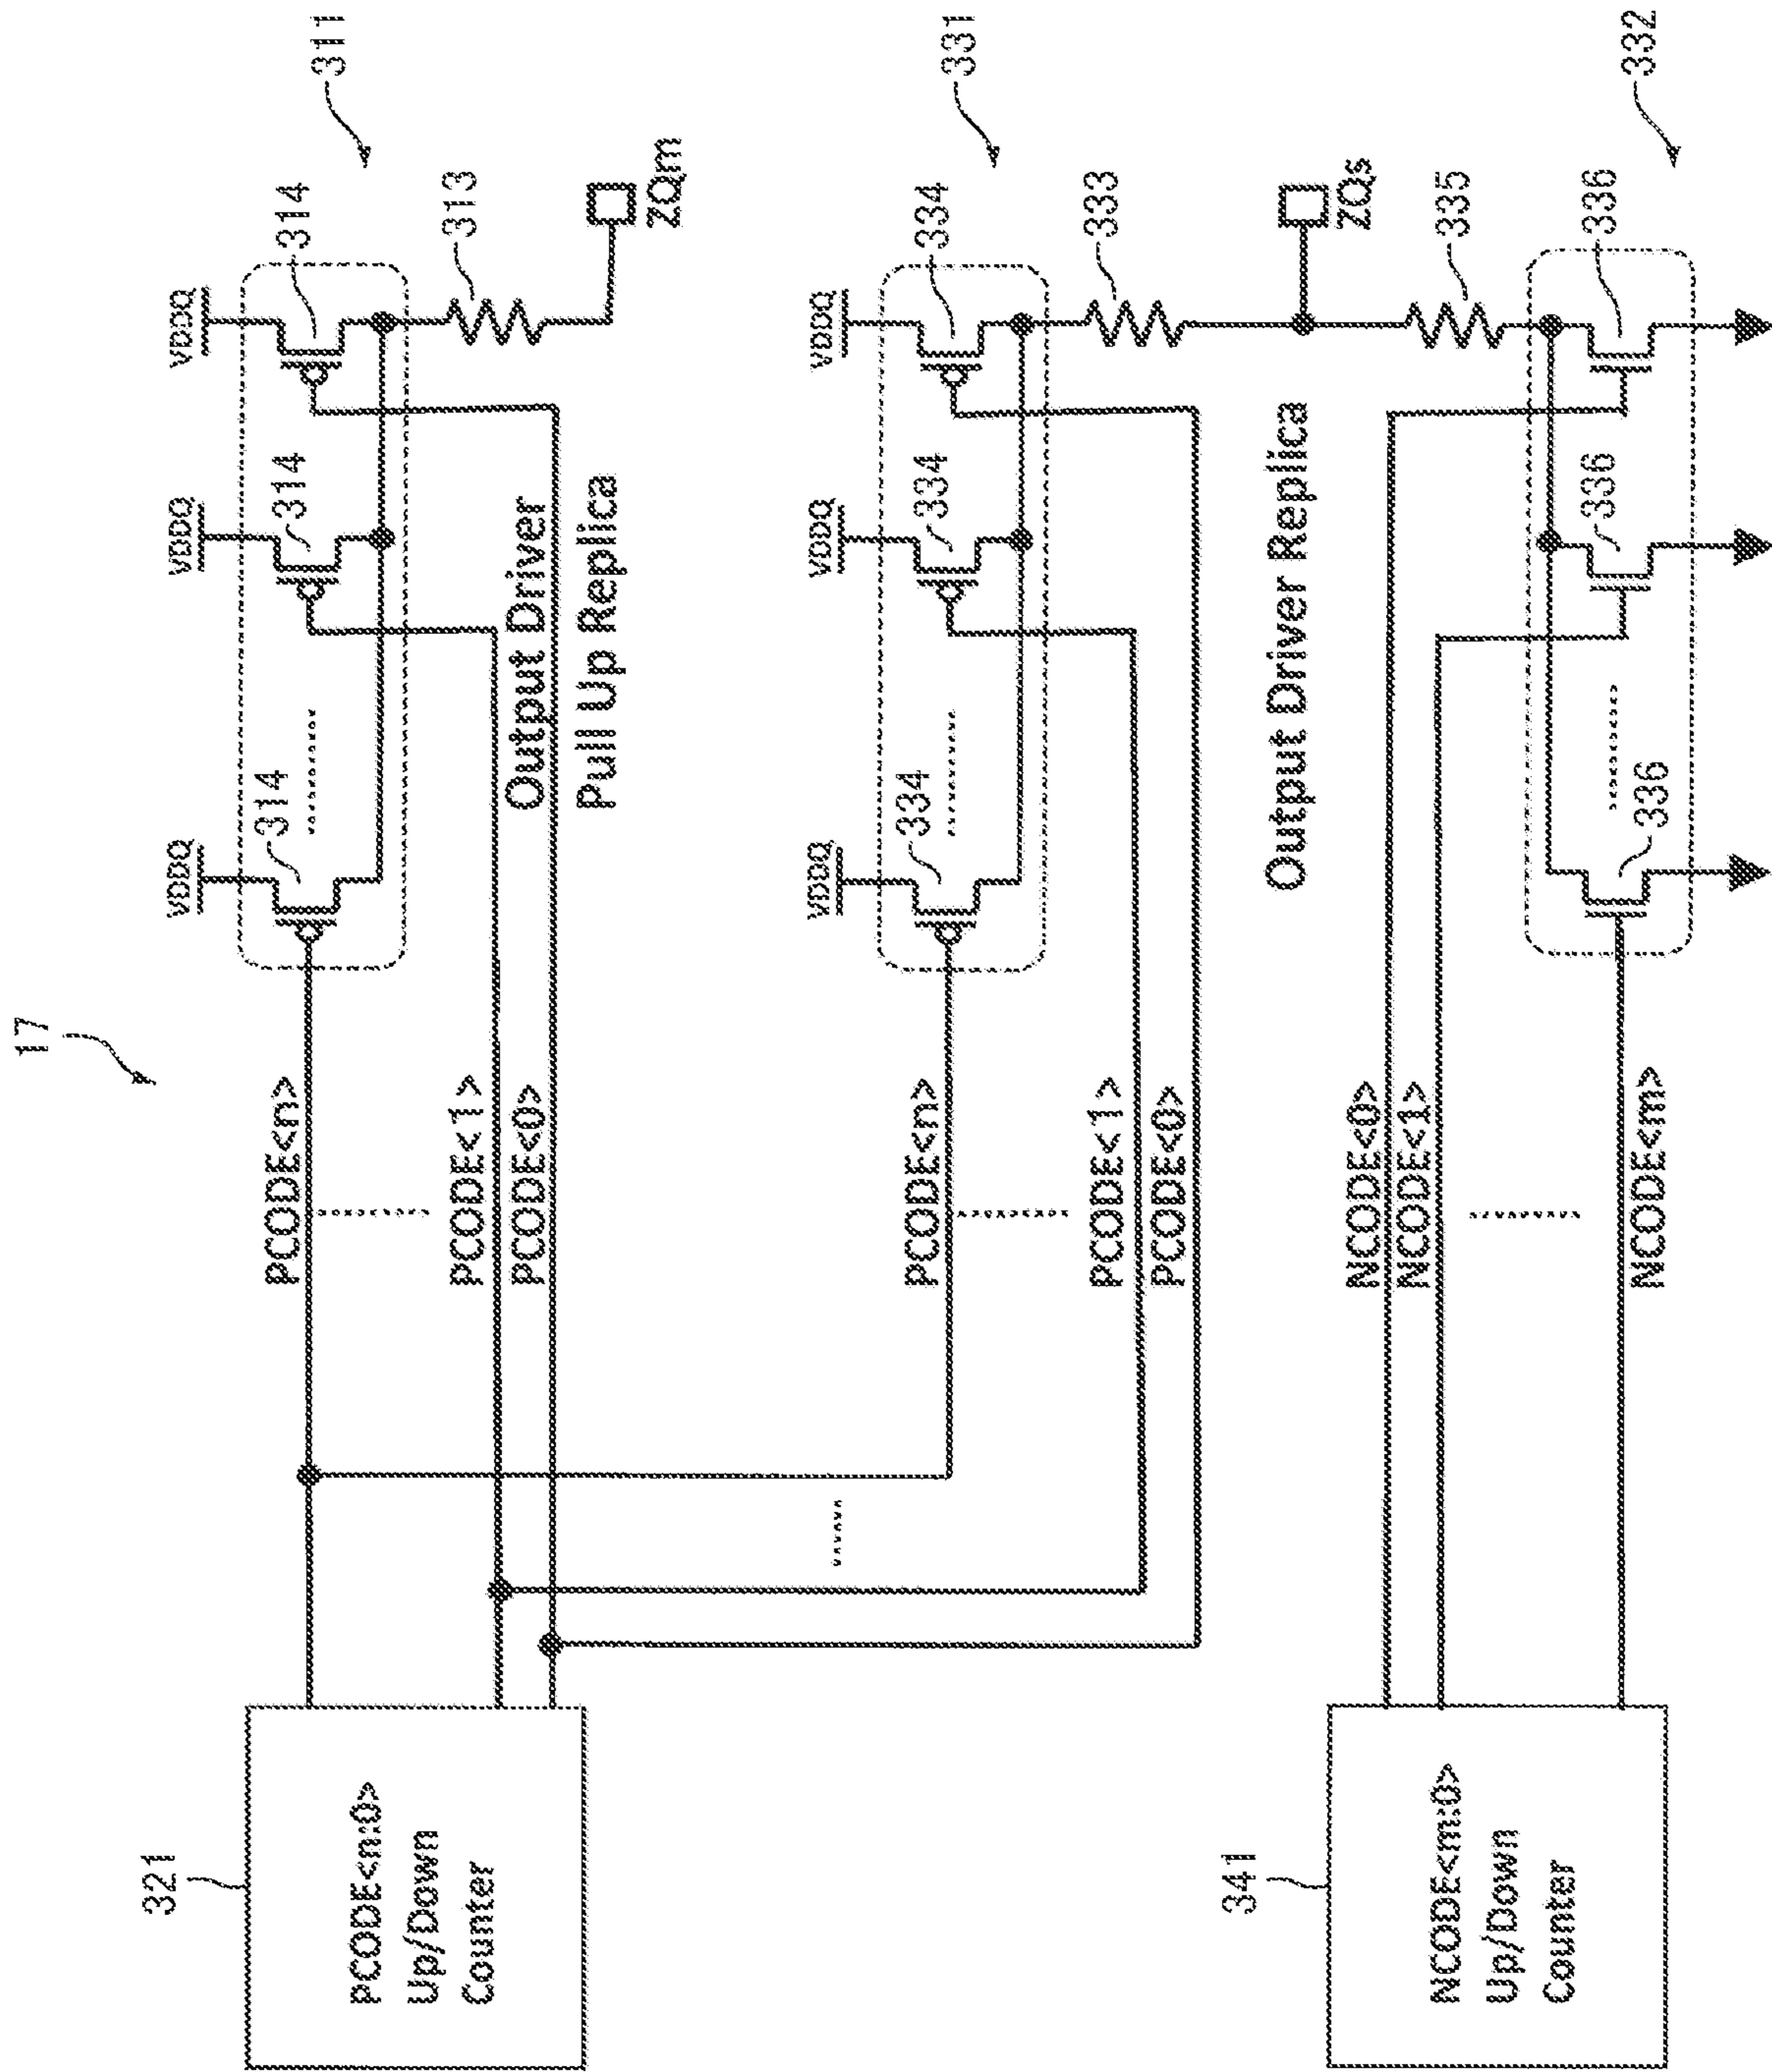 17
321
PCODE<n:0>
Up/Down
Counter
PCODE<n>
PCODE<1>
PCODE<0>
VDDQ
VDDQ
VDDQ
314
314
314
311
313
ZQm
Output Driver
Pull Up Replica
PCODE<n>
PCODE<1>
PCODE<0>
VDDQ
VDDQ
VDDQ
334
334
334
331
333
ZQs
Output Driver Replica
335
341
NCODE<m:0>
Up/Down
Counter
NCODE<0>
NCODE<1>
NCODE<m>
336
336
336
332